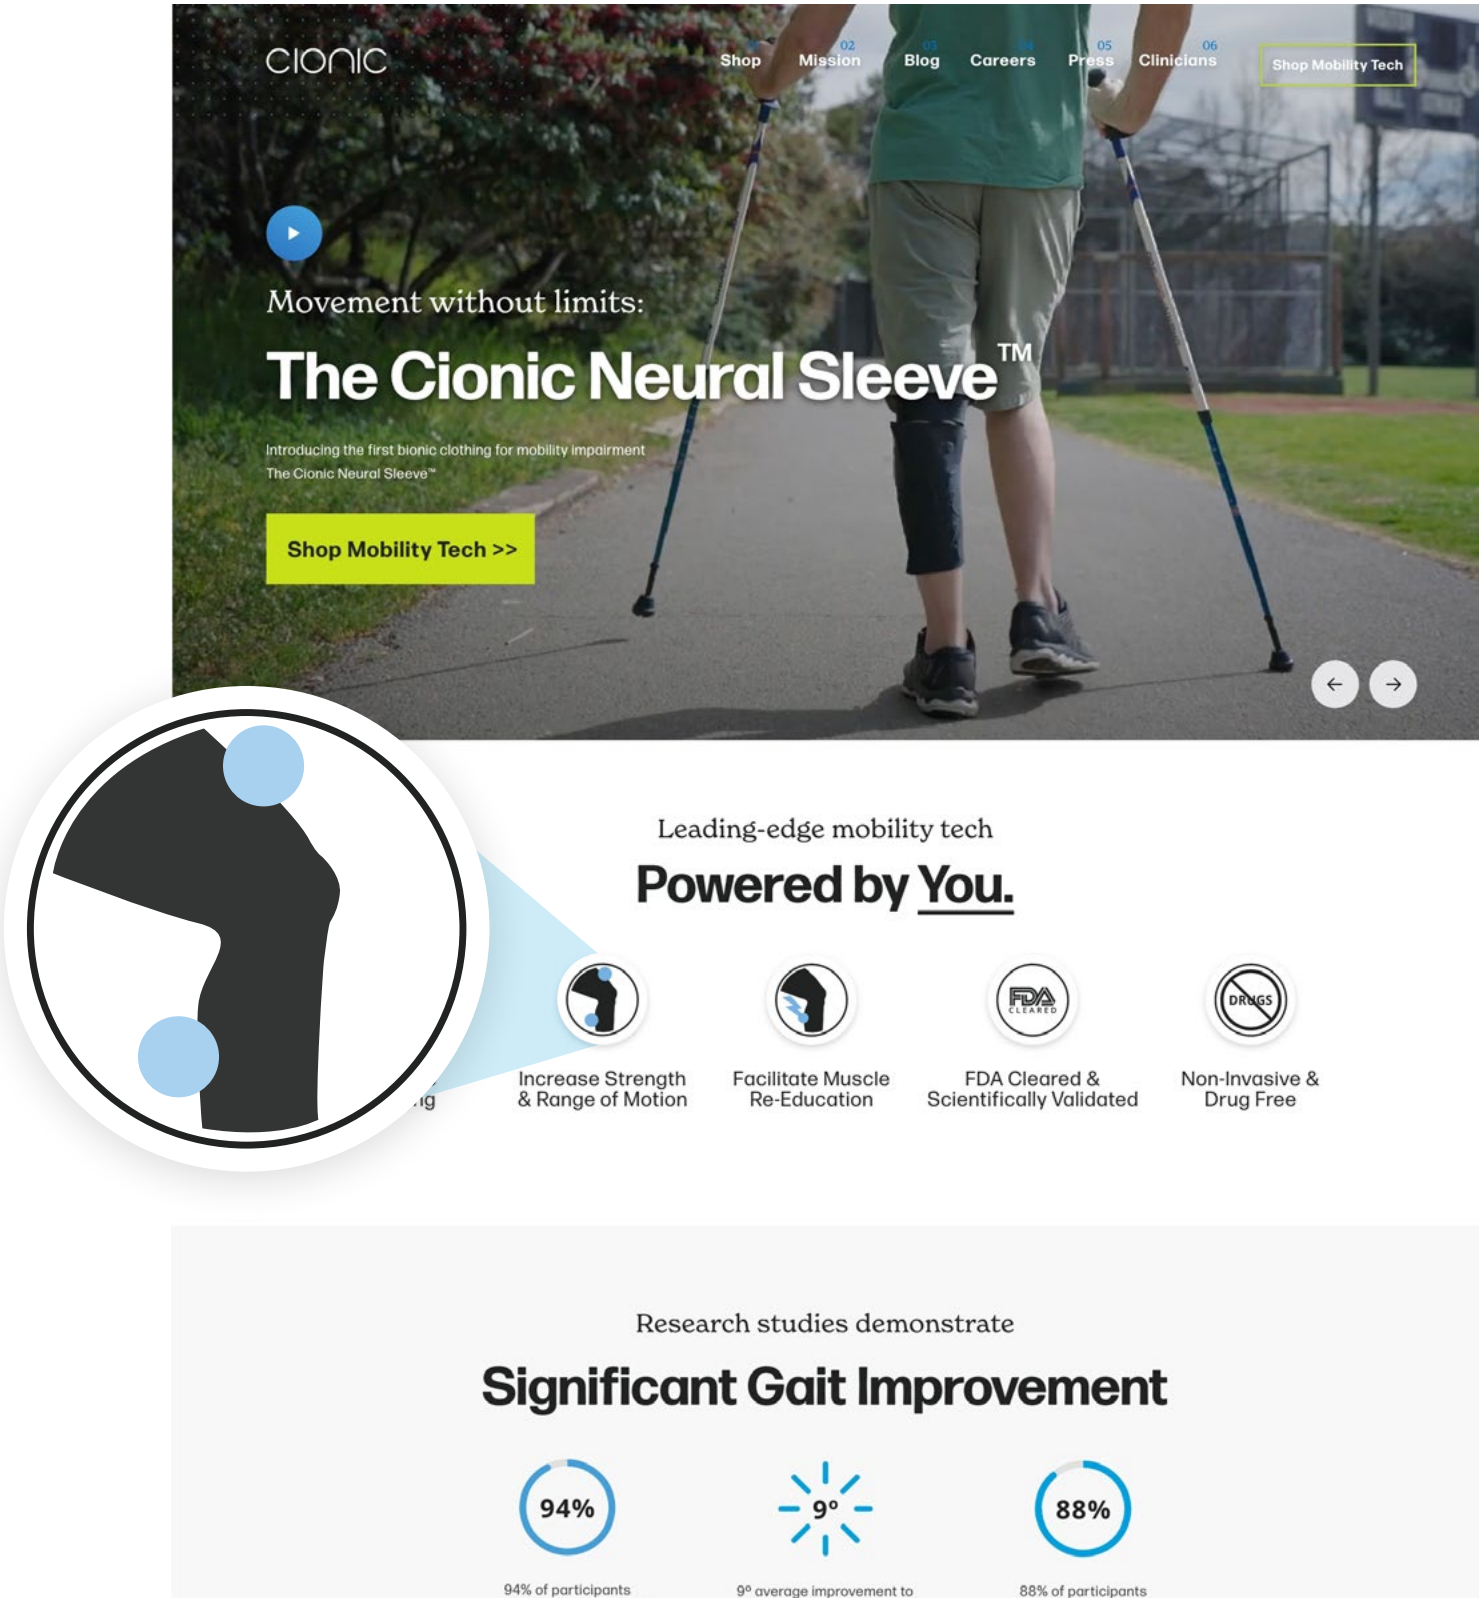 CIONIC
02 03 04 05 06
Shop Mission Blog Careers Press Clinicians Shop Mobility Tech
Movement without limits:
The Cionic Neural Sleeve™
Introducing the first bionic clothing for mobility impairment
The Cionic Neural Sleeve™
Shop Mobility Tech >>
Leading-edge mobility tech
Powered by You.
FDA
CLEARED
DRUGS
Increase Strength
& Range of Motion
Facilitate Muscle
Re-Education
FDA Cleared &
Scientifically Validated
Non-Invasive &
Drug Free
Research studies demonstrate
Significant Gait Improvement
94%
9º
88%
94% of participants
9º average improvement to
88% of participants